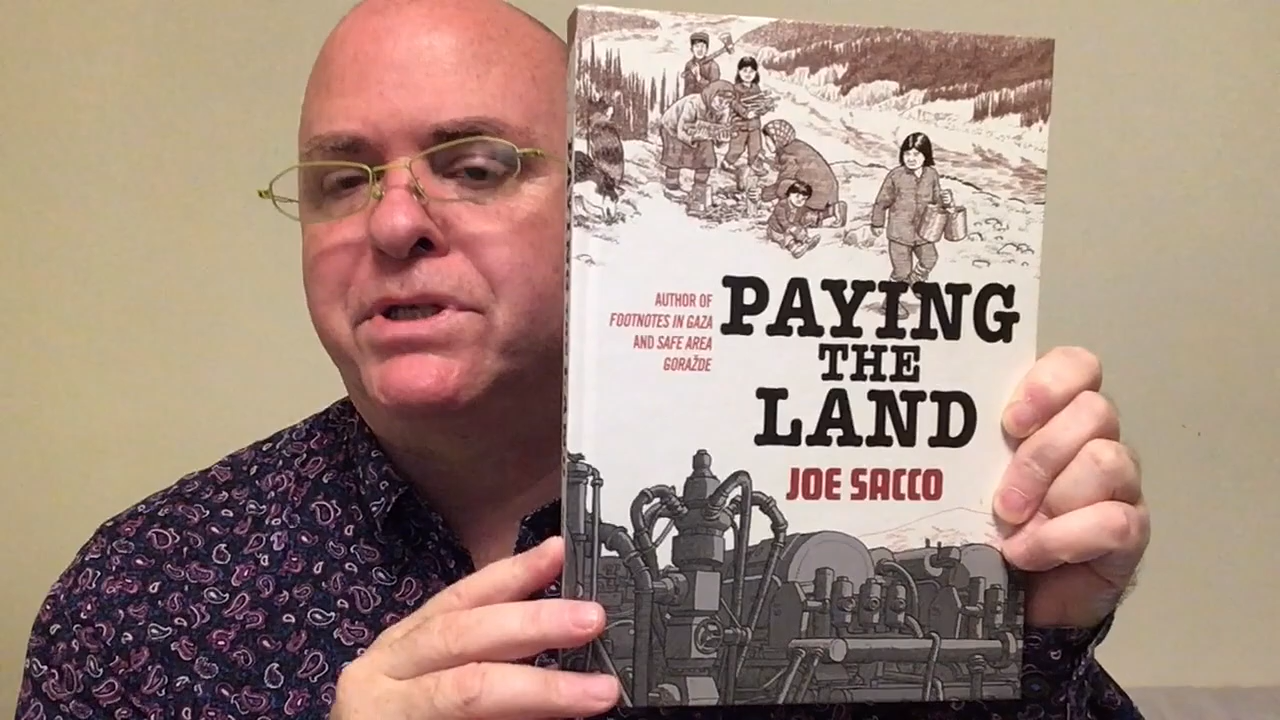 AUTHOR OF
FOOTNOTES IN GAZA
AND SAFE AREA
GORAŽDE
PAYING
THE
LAND
JOE SACCO